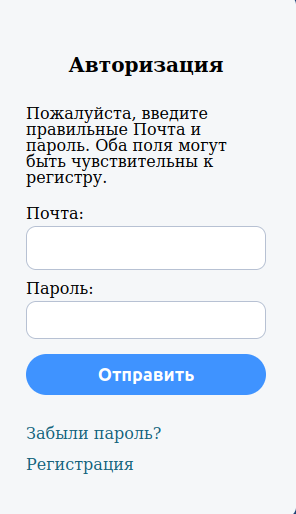 Авторизация
Пожалуйста, введите
правильные Почта и
пароль. Оба поля могут
быть чувствительны к
регистру.
Почта:
Пароль:
Отправить
Забыли пароль?
Регистрация